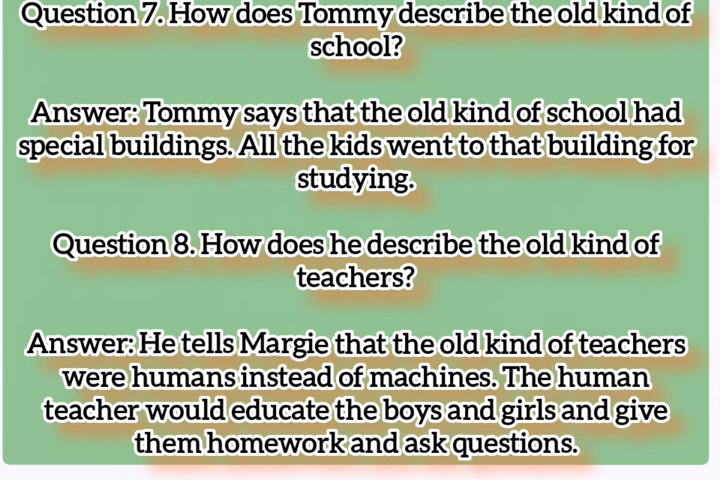 Question 7. How does Tommy describe the old kind of
school?
Answer: Tommy says that the old kind of school had
special buildings. All the kids went to that building for
studying.
Question 8. How does he describe the old kind of
teachers?
Answer: He tells Margie that the old kind of teachers
were humans instead of machines. The human
teacher would educate the boys and girls and give
them homework and ask questions.